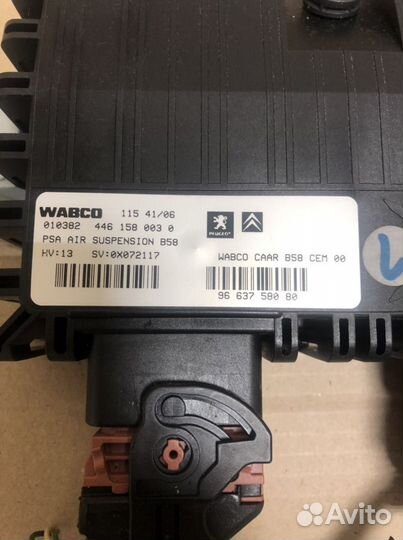 WABCO 115 41/06
010382 446 158 003 0
PSA AIR SUSPENSION B58
HV:13 SV:0X072117
PEUGEOT
WABCO CAAR B58 CEM 00
96 637 580 80
Avito